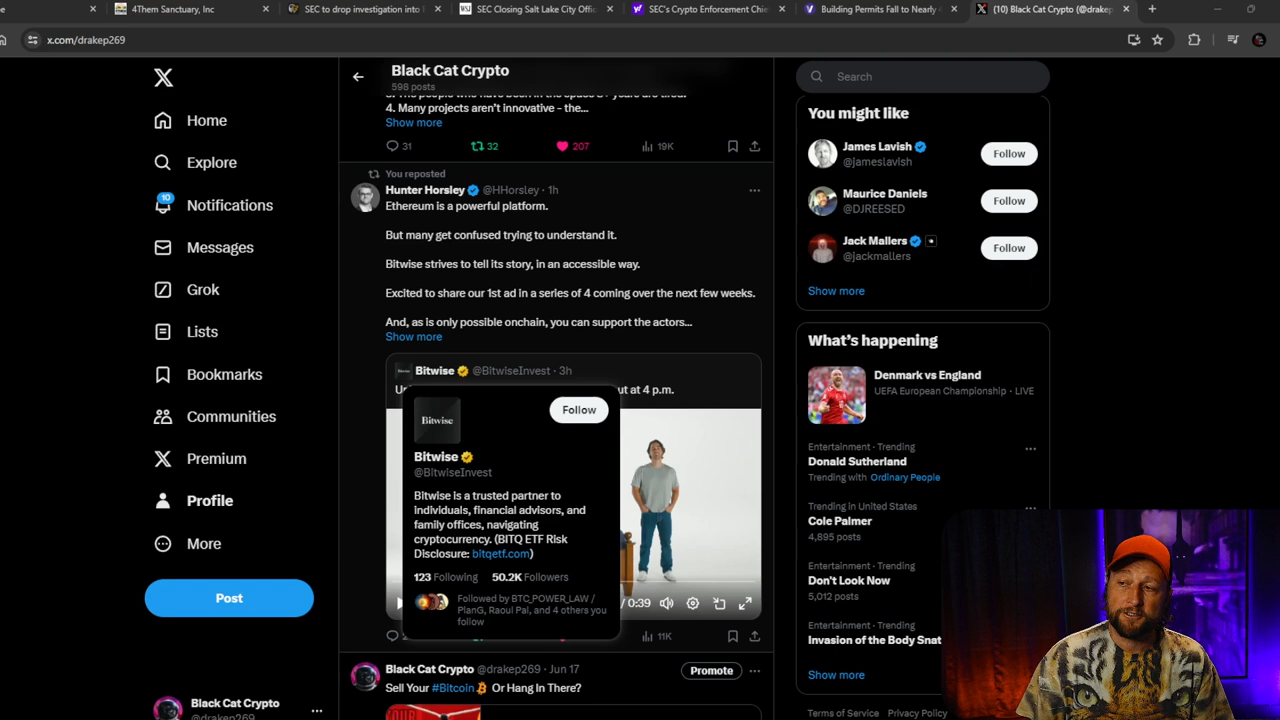 4Them Sanctuary, Inc
SEC to drop investigation into
SEC Closing Salt Lake City Offic
SEC's Crypto Enforcement Chie
Building Permits Fall to Nearly 4
(10) Black Cat Crypto (@drakep
x.com/drakep269
Home
Explore
10
Notifications
Messages
Grok
Lists
Bookmarks
Communities
Premium
Profile
More
Post
Black Cat Crypto
@drakep269
Black Cat Crypto
598 posts
4. Many projects aren't innovative - the...
Show more
31
32
207
19K
You reposted
Hunter Horsley @HHorsley · 1h
Ethereum is a powerful platform.
But many get confused trying to understand it.
Bitwise strives to tell its story, in an accessible way.
Excited to share our 1st ad in a series of 4 coming over the next few weeks.
And, as is only possible onchain, you can support the actors...
Show more
Bitwise @BitwiseInvest · 3h
ut at 4 p.m.
Bitwise
Follow
Bitwise
@BitwiseInvest
Bitwise is a trusted partner to
individuals, financial advisors, and
family offices, navigating
cryptocurrency. (BITQ ETF Risk
Disclosure: bitqetf.com)
123 Following 50.2K Followers
Followed by BTC_POWER_LAW /
PlanG, Raoul Pal, and 4 others you
follow
/ 0:39
11K
Black Cat Crypto @drakep269 · Jun 17
Promote
Sell Your #Bitcoin Or Hang In There?
Search
You might like
James Lavish
@jameslavish
Follow
Maurice Daniels
@DJREESED
Follow
Jack Mallers
@jackmallers
Follow
Show more
What's happening
Denmark vs England
UEFA European Championship · LIVE
Entertainment · Trending
Donald Sutherland
Trending with Ordinary People
Trending in United States
Cole Palmer
4,895 posts
Entertainment · Trending
Don't Look Now
5,012 posts
Entertainment · Trending
Invasion of the Body Snat
Show more
Terms of Service Privacy Policy